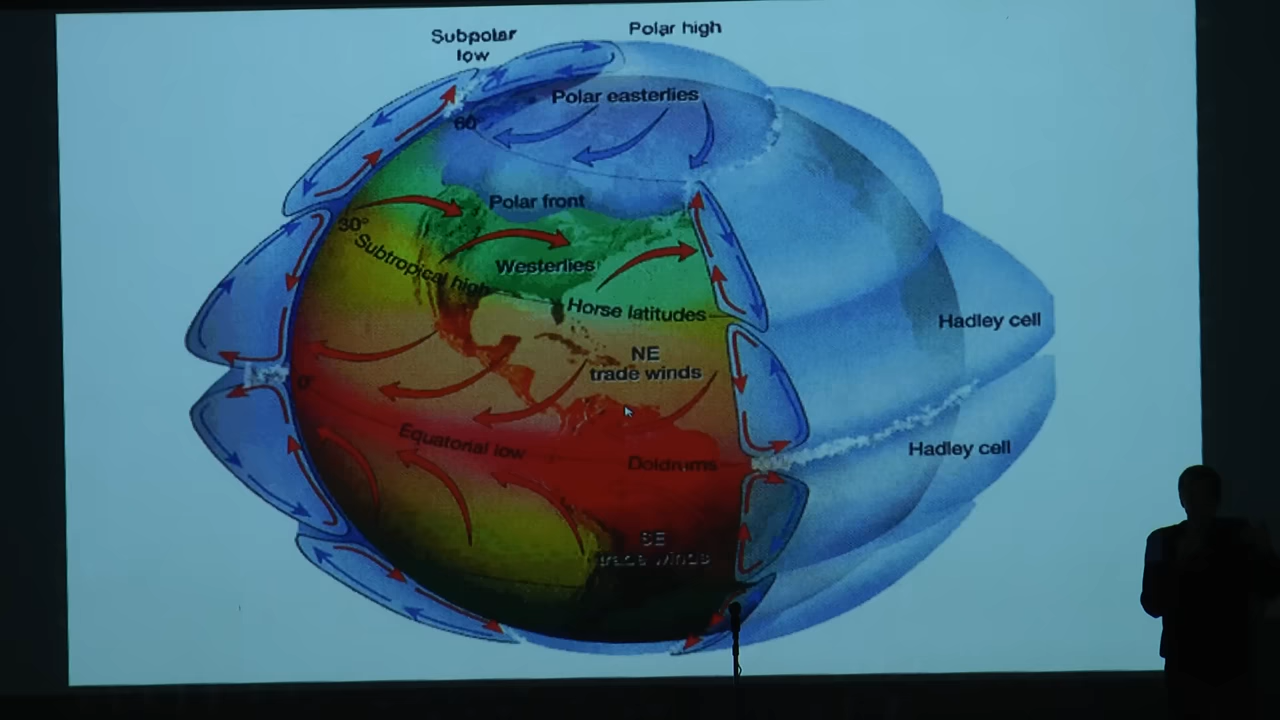 Subpolar
low
Polar high
Polar easterlies
60°
Polar front
30°
Subtropical high
Westerlies
Horse latitudes
Hadley cell
NE
trade winds
0°
Equatorial low
Doldrums
Hadley cell
SE
trade winds